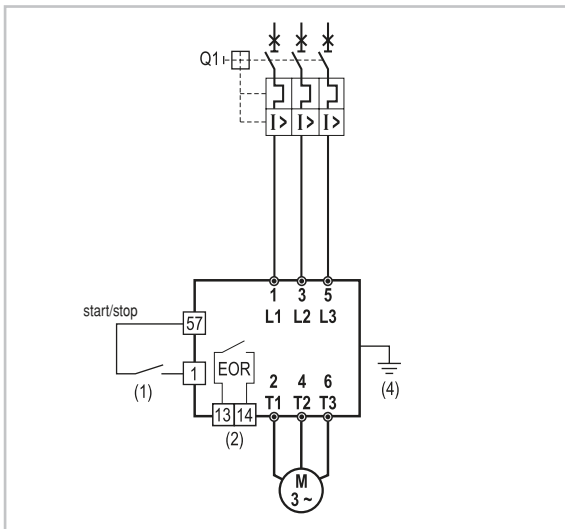 Q1
I> I> I>
1 3 5
L1 L2 L3
start/stop
57
1
EOR
(1)
(4)
2 4 6
T1 T2 T3
13 14
(2)
M
3 ~